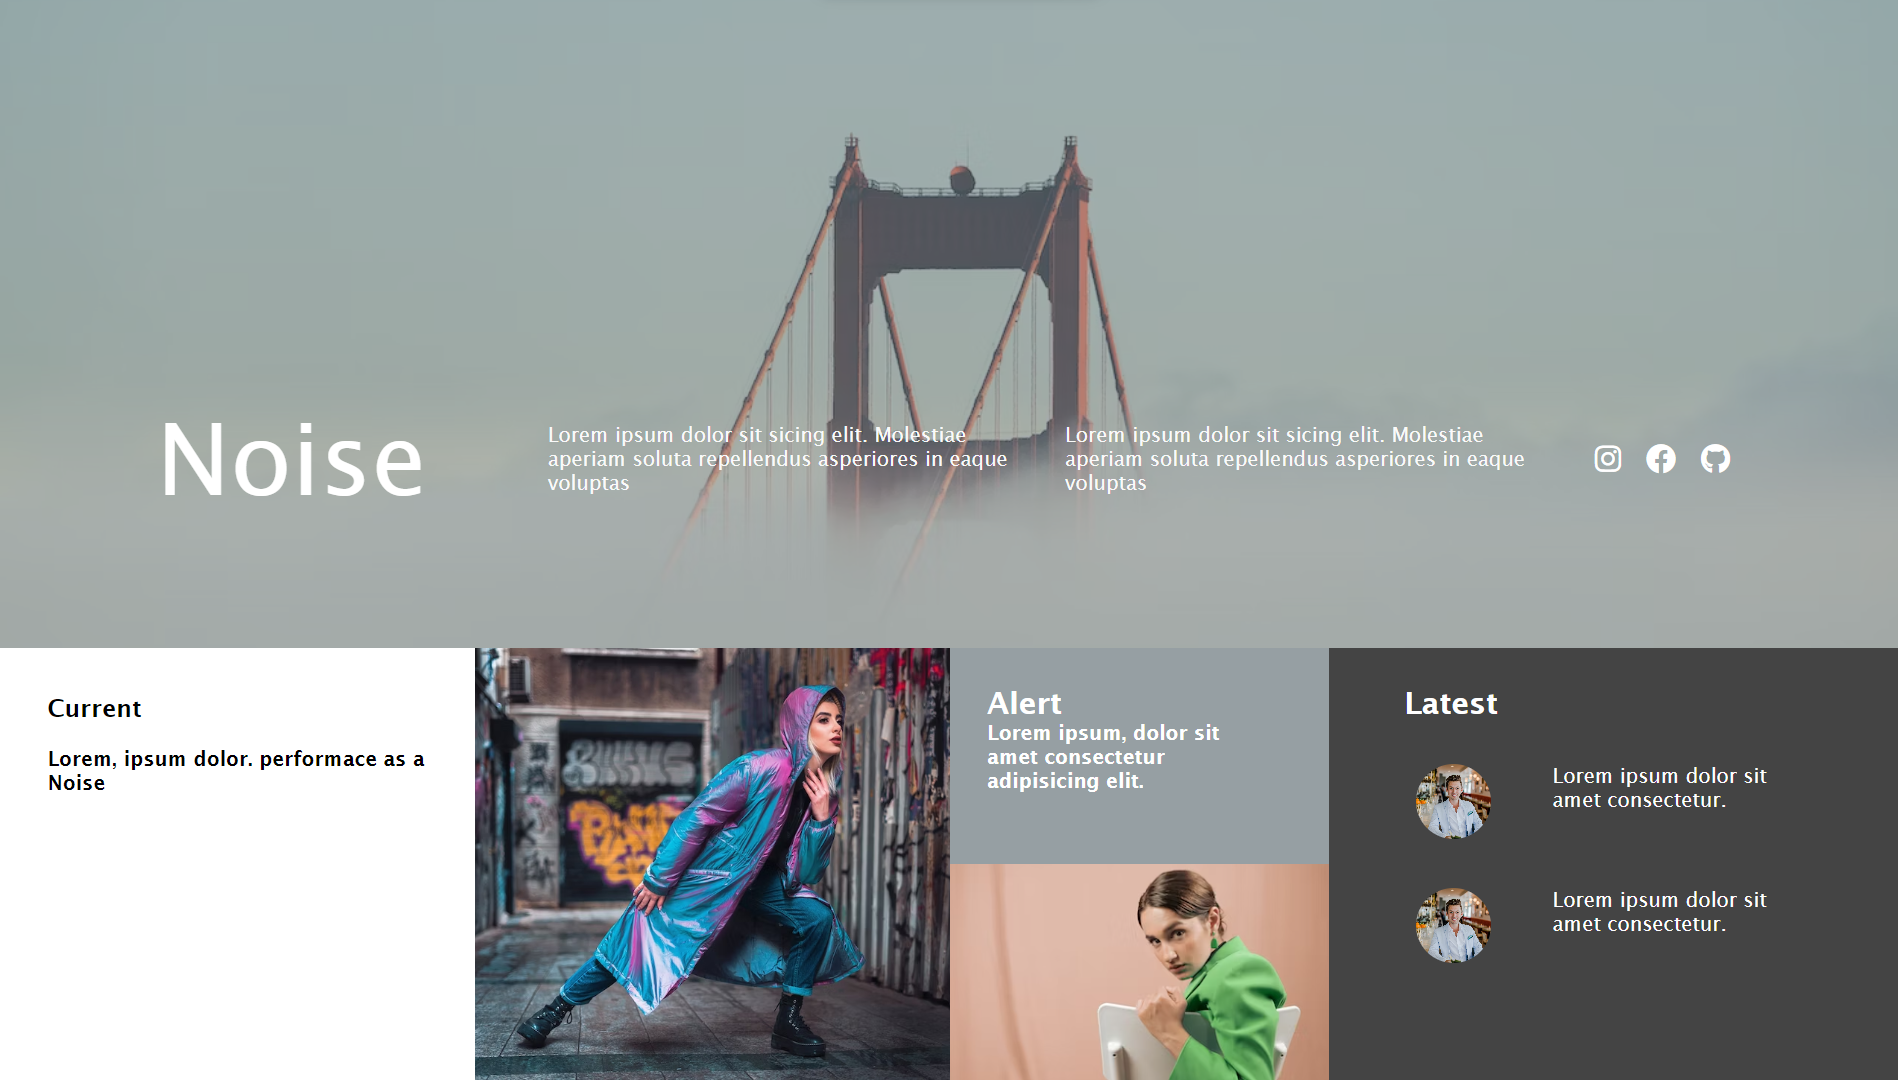 Noise
Lorem ipsum dolor sit sicing elit. Molestiae
aperiam soluta repellendus asperiores in eaque
voluptas
Lorem ipsum dolor sit sicing elit. Molestiae
aperiam soluta repellendus asperiores in eaque
voluptas
Current
Lorem, ipsum dolor. performace as a
Noise
Alert
Lorem ipsum, dolor sit
amet consectetur
adipisicing elit.
Latest
Lorem ipsum dolor sit
amet consectetur.
Lorem ipsum dolor sit
amet consectetur.